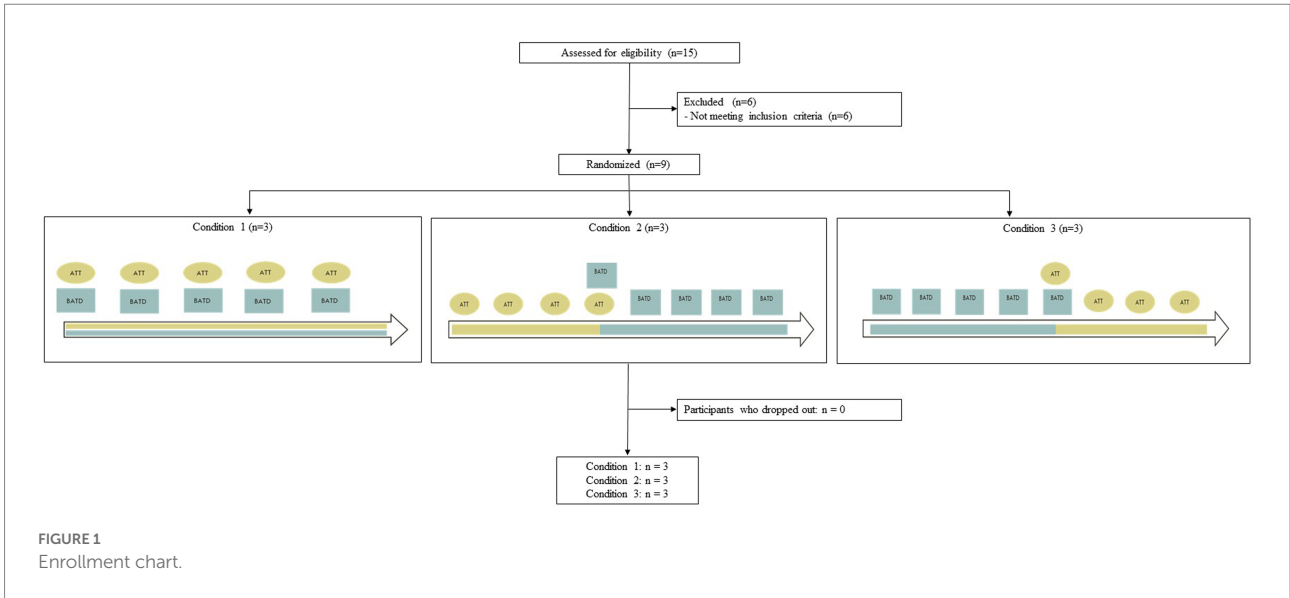 Assessed for eligibility (n=15)
Excluded (n=6)
- Not meeting inclusion criteria (n=6)
Randomized (n=9)
Condition 1 (n=3)
ATT ATT ATT ATT ATT
BATD BATD BATD BATD BATD
Condition 2 (n=3)
BATD
ATT ATT ATT ATT BATD BATD BATD BATD
Condition 3 (n=3)
ATT
BATD BATD BATD BATD BATD ATT ATT ATT
Participants who dropped out: n = 0
Condition 1: n = 3
Condition 2: n = 3
Condition 3: n = 3
FIGURE 1
Enrollment chart.